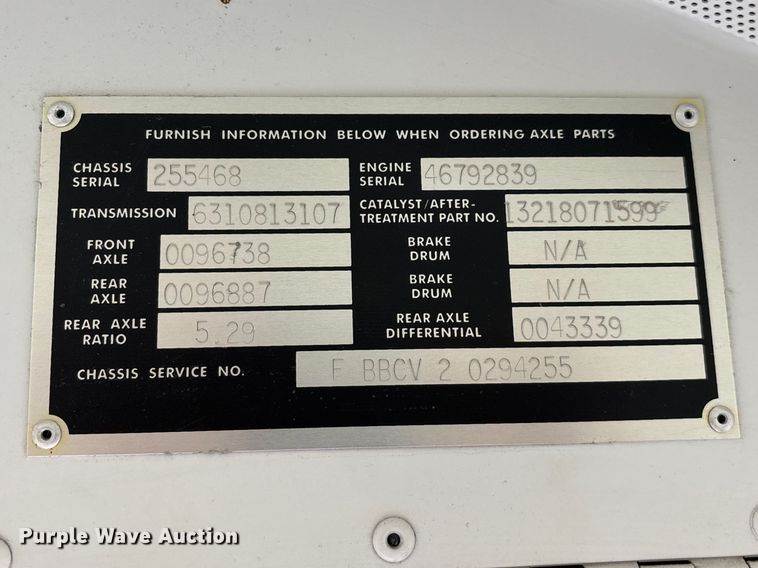 FURNISH INFORMATION BELOW WHEN ORDERING AXLE PARTS
CHASSIS SERIAL 255468 ENGINE SERIAL 46792839
TRANSMISSION 6310813107 CATALYST/AFTER-TREATMENT PART NO. 13218071599
FRONT AXLE 0096738 BRAKE DRUM N/A
REAR AXLE 0096887 BRAKE DRUM N/A
REAR AXLE RATIO 5.29 REAR AXLE DIFFERENTIAL 0043339
CHASSIS SERVICE NO. F BBCV 2 0294255
Purple Wave Auction